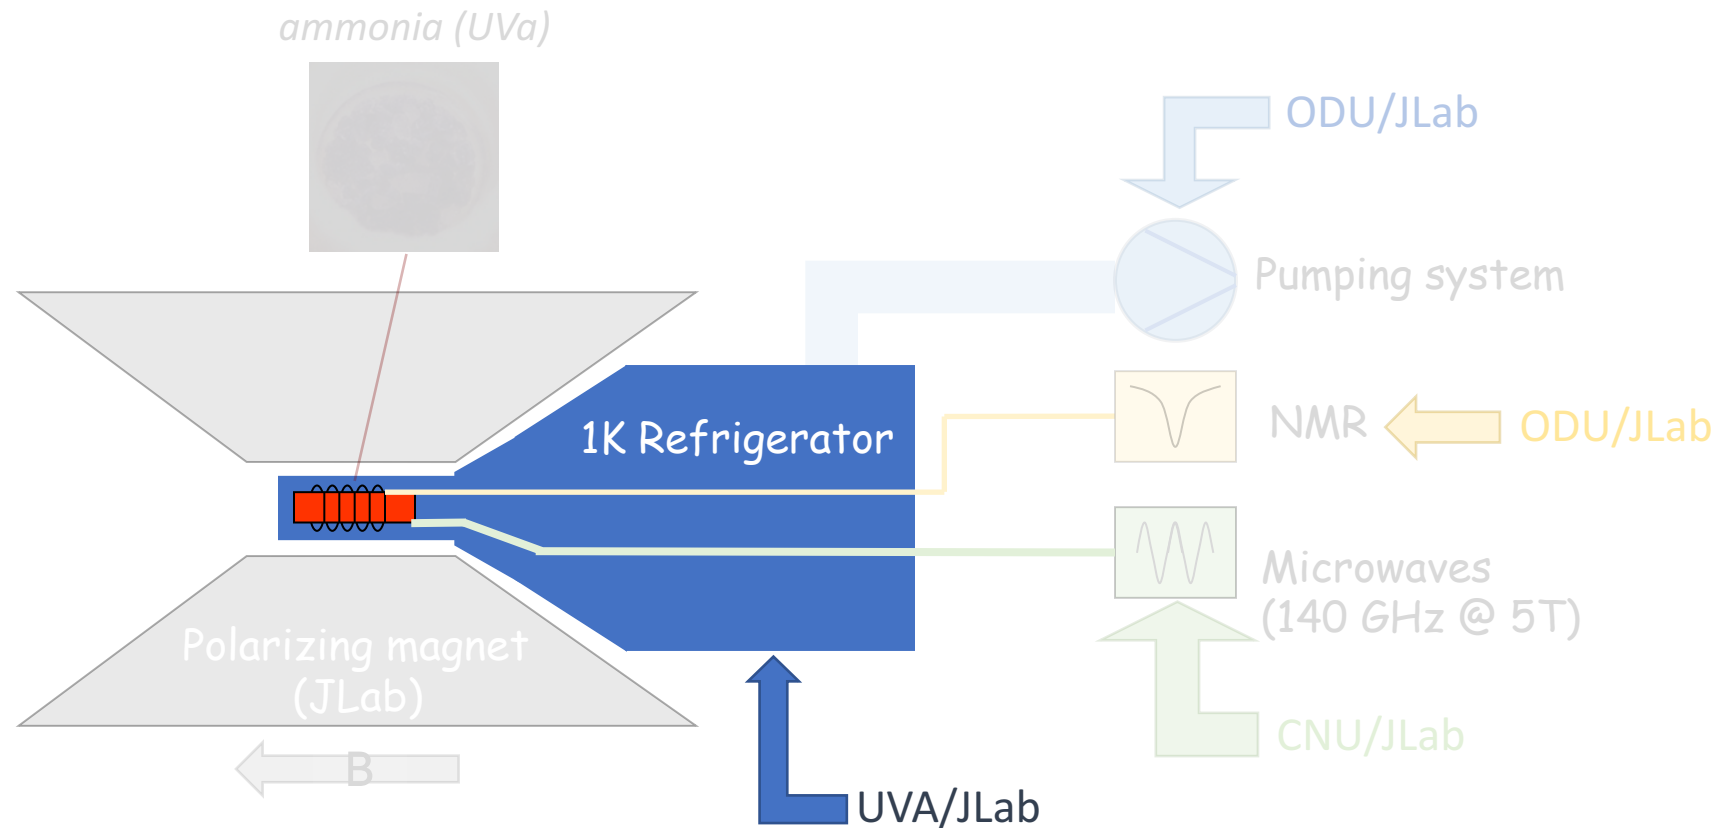 ammonia (UVa)
ODU/JLab
Pumping system
1K Refrigerator
NMR
ODU/JLab
Microwaves
(140 GHz @ 5T)
Polarizing magnet
(JLab)
CNU/JLab
B
UVA/JLab